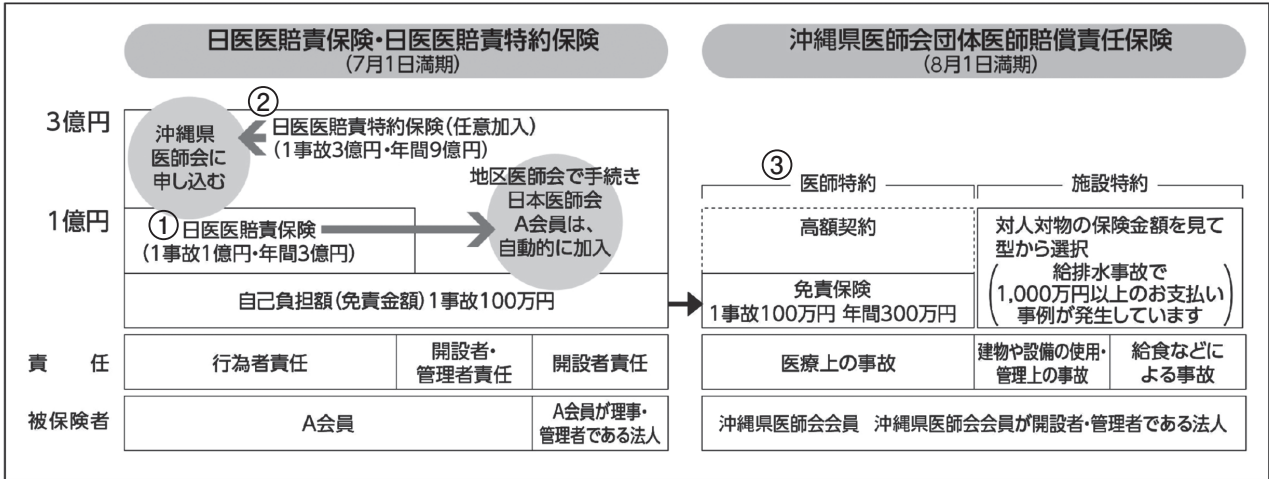 日医医賠責保険・日医医賠責特約保険
(7月1日満期)
沖縄県医師会団体医師賠償責任保険
(8月1日満期)
3億円
沖縄県
医師会に
申し込む
②
日医医賠責特約保険(任意加入)
(1事故3億円・年間9億円)
地区医師会で手続き
日本医師会
A会員は、
自動的に加入
1億円
①日医医賠責保険
(1事故1億円・年間3億円)
自己負担額(免責金額)1事故100万円
③
医師特約
施設特約
高額契約
対人対物の保険金額を見て
型から選択
(給排水事故で
1,000万円以上のお支払い
事例が発生しています)
免責保険
1事故100万円 年間300万円
責 任
行為者責任
開設者・
管理者責任
開設者責任
医療上の事故
建物や設備の使用・
管理上の事故
給食などに
よる事故
被保険者
A会員
A会員が理事・
管理者である法人
沖縄県医師会会員 沖縄県医師会会員が開設者・管理者である法人